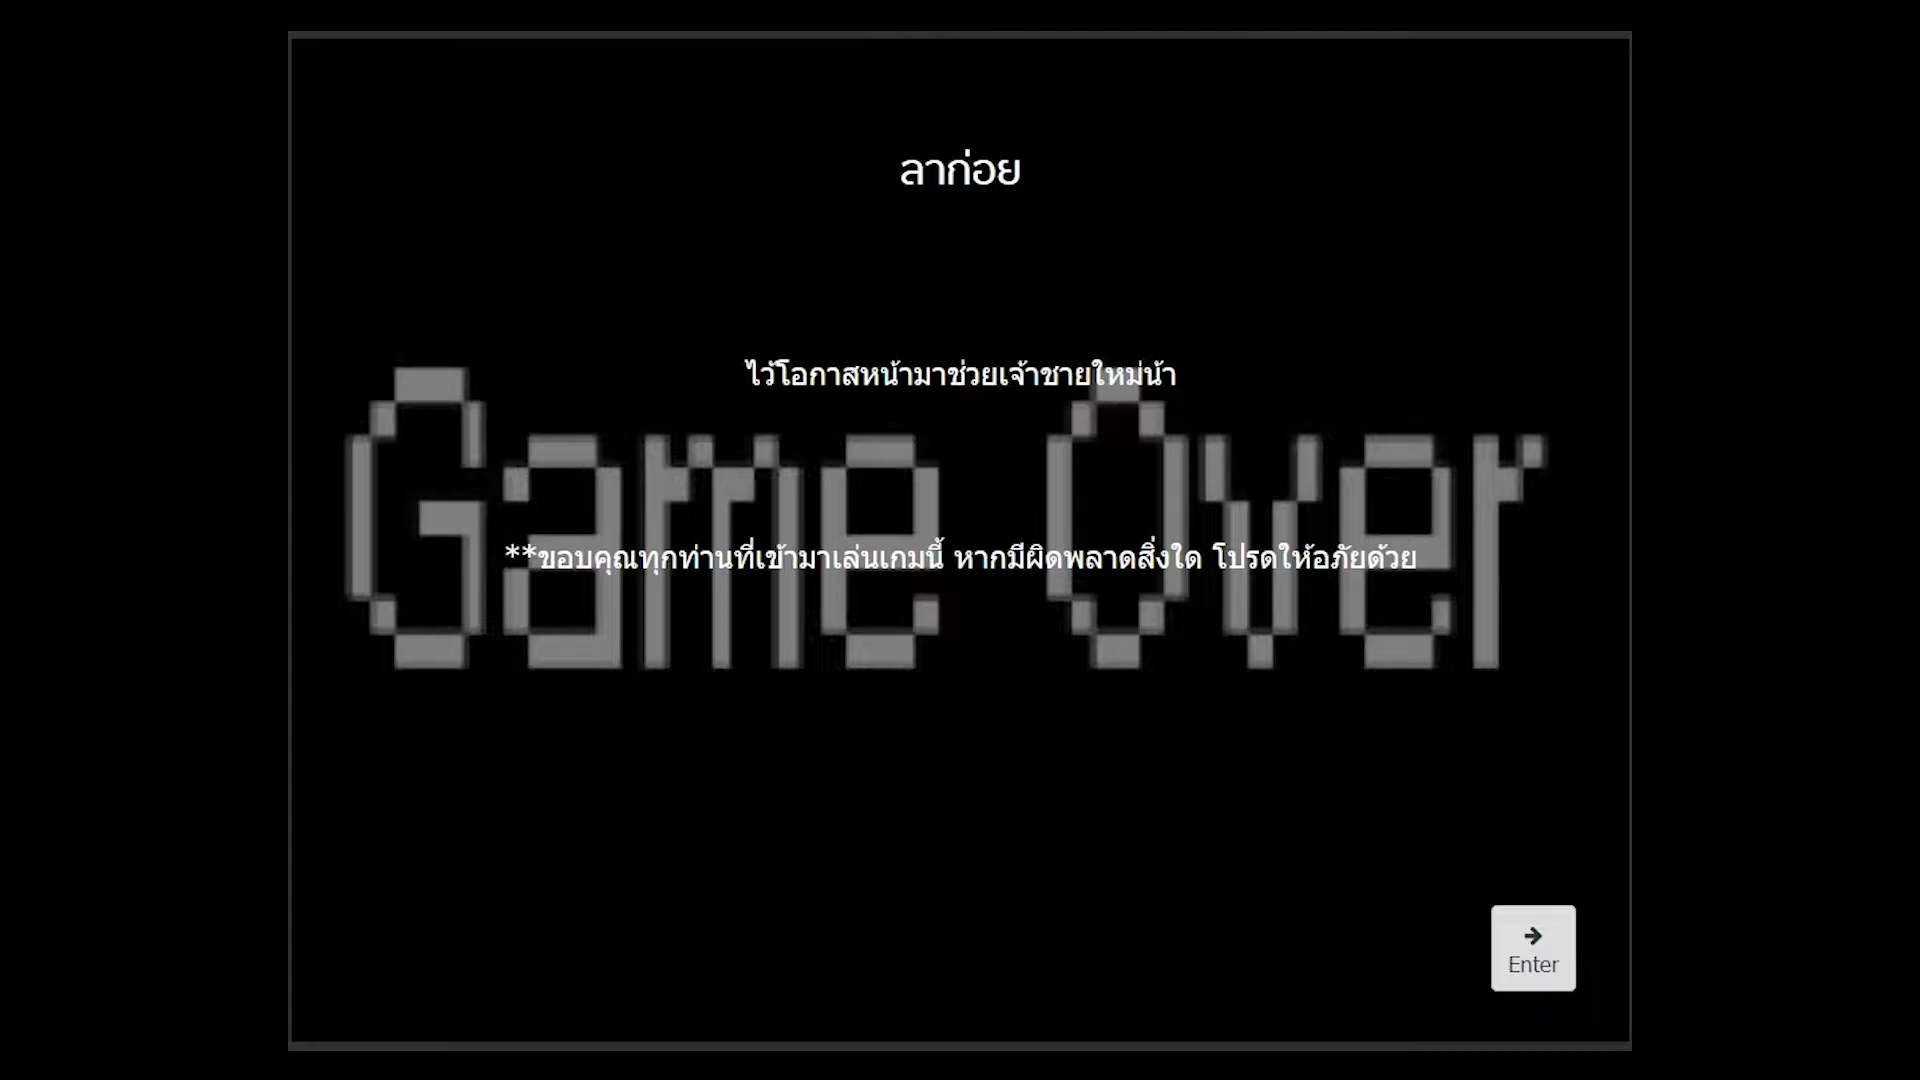 ลาก่อย
ไว้โอกาสหน้ามาช่วยเจ้าชายใหม่น้า
Game Over
**ขอบคุณทุกท่านที่เข้ามาเล่นเกมนี้ หากมีผิดพลาดสิ่งใด โปรดให้อภัยด้วย
Enter